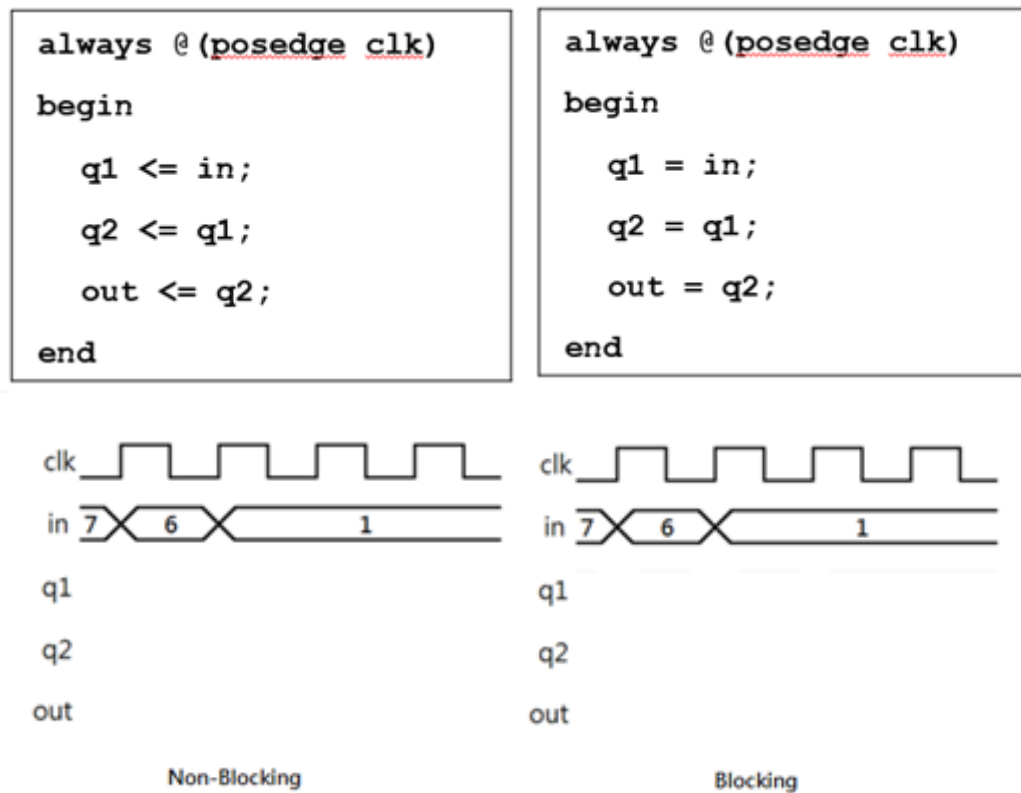 always @(posedge clk)
begin
q1 <= in;
q2 <= q1;
out <= q2;
end
always @(posedge clk)
begin
q1 = in;
q2 = q1;
out = q2;
end
clk
in 7 6 1
q1
q2
out
Non-Blocking
clk
in 7 6 1
q1
q2
out
Blocking